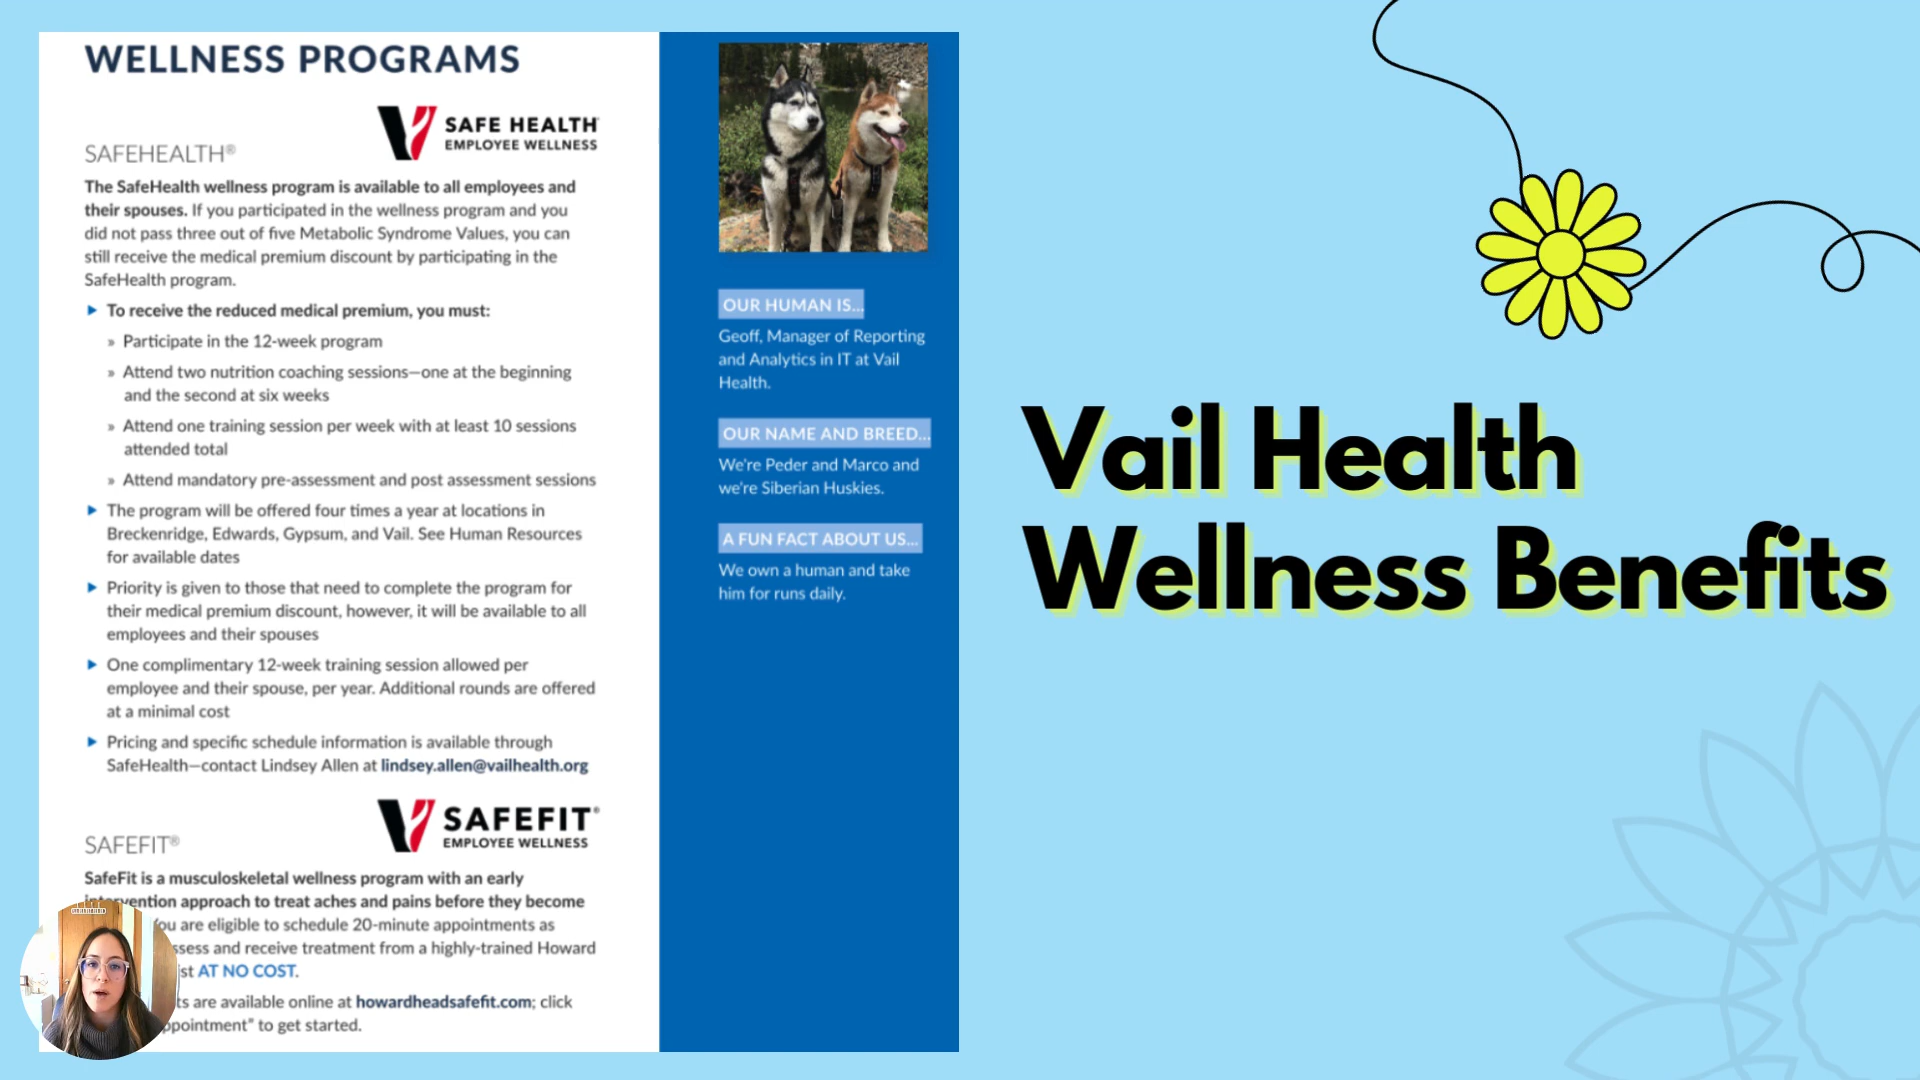 WELLNESS PROGRAMS
SAFE HEALTH
EMPLOYEE WELLNESS
SAFEHEALTH®
The SafeHealth wellness program is available to all employees and
their spouses. If you participated in the wellness program and you
did not pass three out of five Metabolic Syndrome Values, you can
still receive the medical premium discount by participating in the
SafeHealth program.
To receive the reduced medical premium, you must:
» Participate in the 12-week program
» Attend two nutrition coaching sessions—one at the beginning
and the second at six weeks
» Attend one training session per week with at least 10 sessions
attended total
» Attend mandatory pre-assessment and post assessment sessions
The program will be offered four times a year at locations in
Breckenridge, Edwards, Gypsum, and Vail. See Human Resources
for available dates
Priority is given to those that need to complete the program for
their medical premium discount, however, it will be available to all
employees and their spouses
One complimentary 12-week training session allowed per
employee and their spouse, per year. Additional rounds are offered
at a minimal cost
Pricing and specific schedule information is available through
SafeHealth—contact Lindsey Allen at lindsey.allen@vailhealth.org
SAFEFIT®
EMPLOYEE WELLNESS
SAFEFIT®
SafeFit is a musculoskeletal wellness program with an early
intervention approach to treat aches and pains before they become
You are eligible to schedule 20-minute appointments as
ssess and receive treatment from a highly-trained Howard
ist AT NO COST.
ts are available online at howardheadsafefit.com; click
ppointment” to get started.
OUR HUMAN IS...
Geoff, Manager of Reporting
and Analytics in IT at Vail
Health.
OUR NAME AND BREED...
We're Peder and Marco and
we're Siberian Huskies.
A FUN FACT ABOUT US...
We own a human and take
him for runs daily.
Vail Health
Wellness Benefits